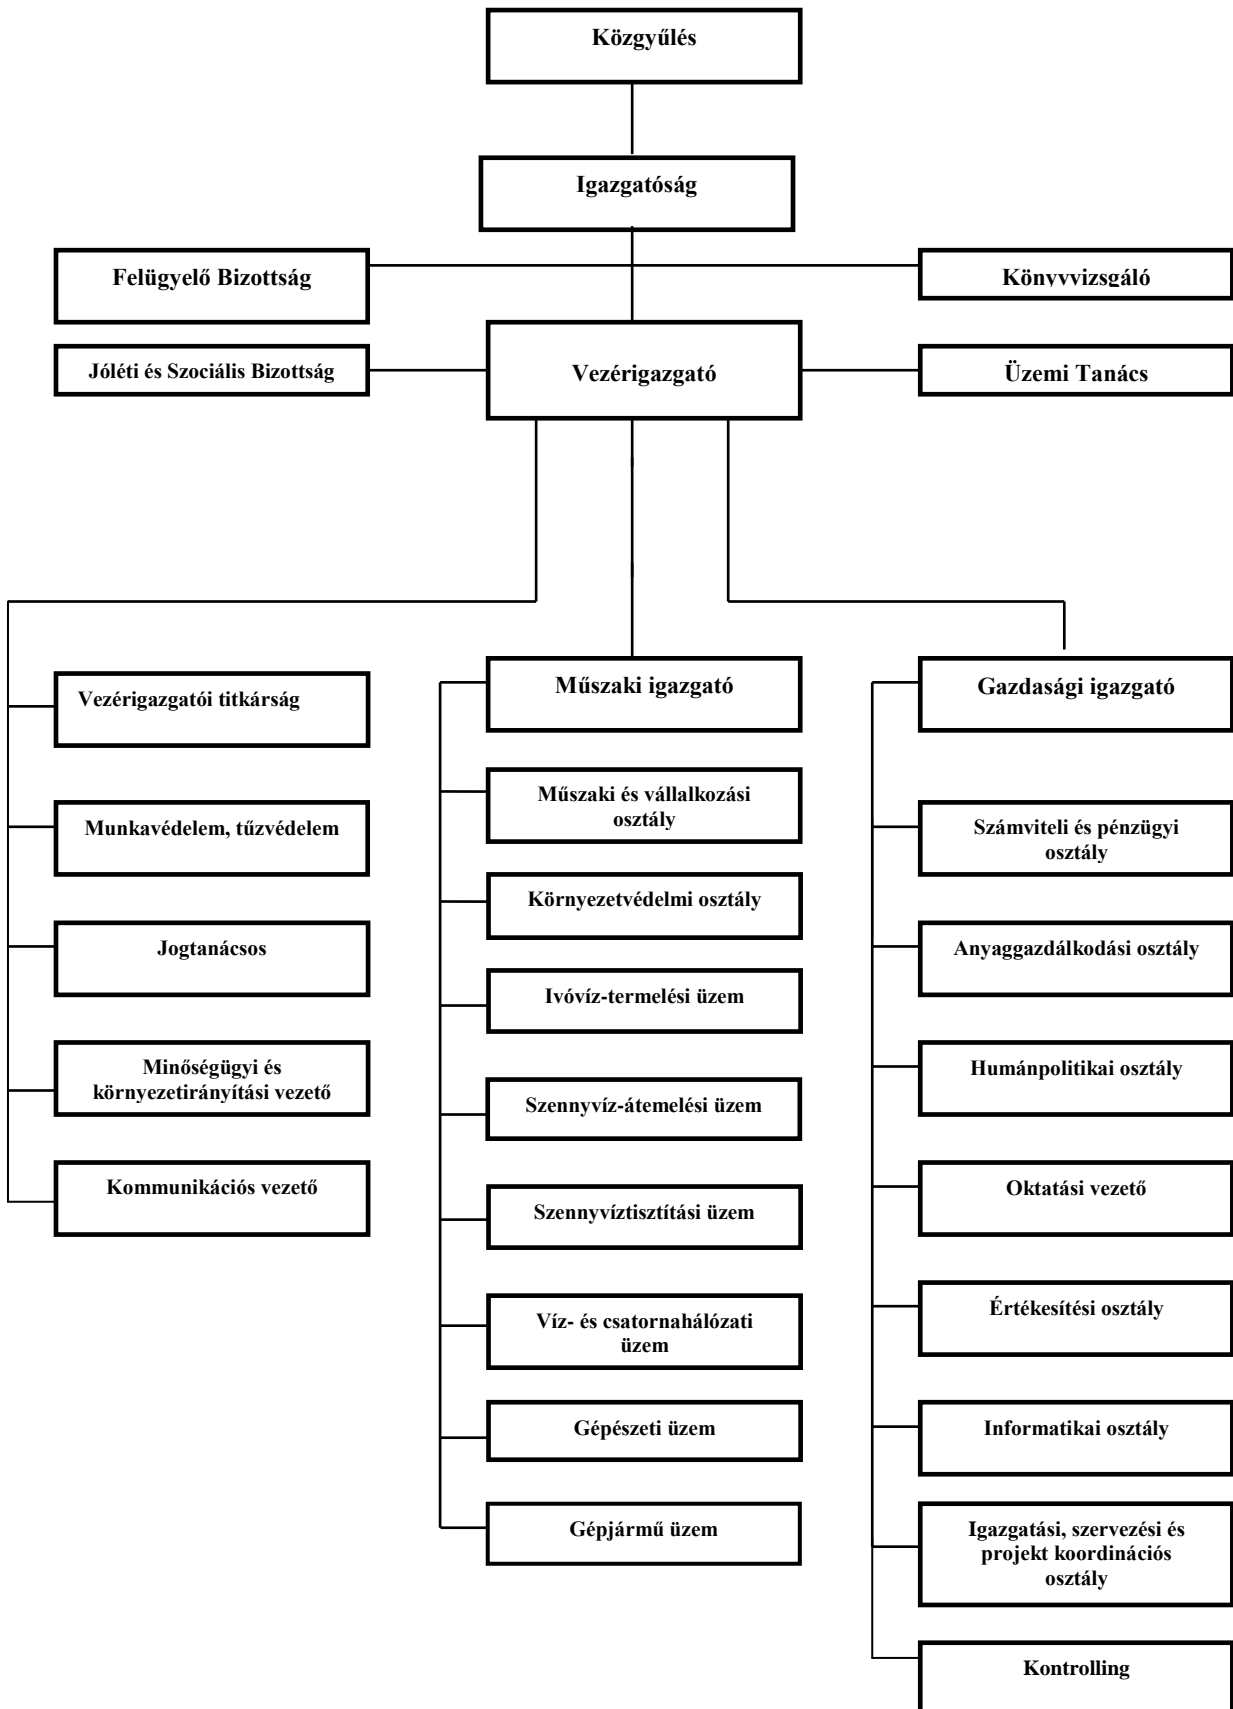 Közgyűlés
Igazgatóság
Felügyelő Bizottság
Könyvvizsgáló
Jóléti és Szociális Bizottság
Vezérigazgató
Üzemi Tanács
Vezérigazgatói titkárság
Munkavédelem, tűzvédelem
Jogtanácsos
Minőségügyi és
környezetirányítási vezető
Kommunikációs vezető
Műszaki igazgató
Műszaki és vállalkozási
osztály
Környezetvédelmi osztály
Ivóvíz-termelési üzem
Szennyvíz-átemelési üzem
Szennyvíztisztítási üzem
Víz- és csatornahálózati
üzem
Gépészeti üzem
Gépjármű üzem
Gazdasági igazgató
Számviteli és pénzügyi
osztály
Anyaggazdálkodási osztály
Humánpolitikai osztály
Oktatási vezető
Értékesítési osztály
Informatikai osztály
Igazgatási, szervezési és
projekt koordinációs
osztály
Kontrolling